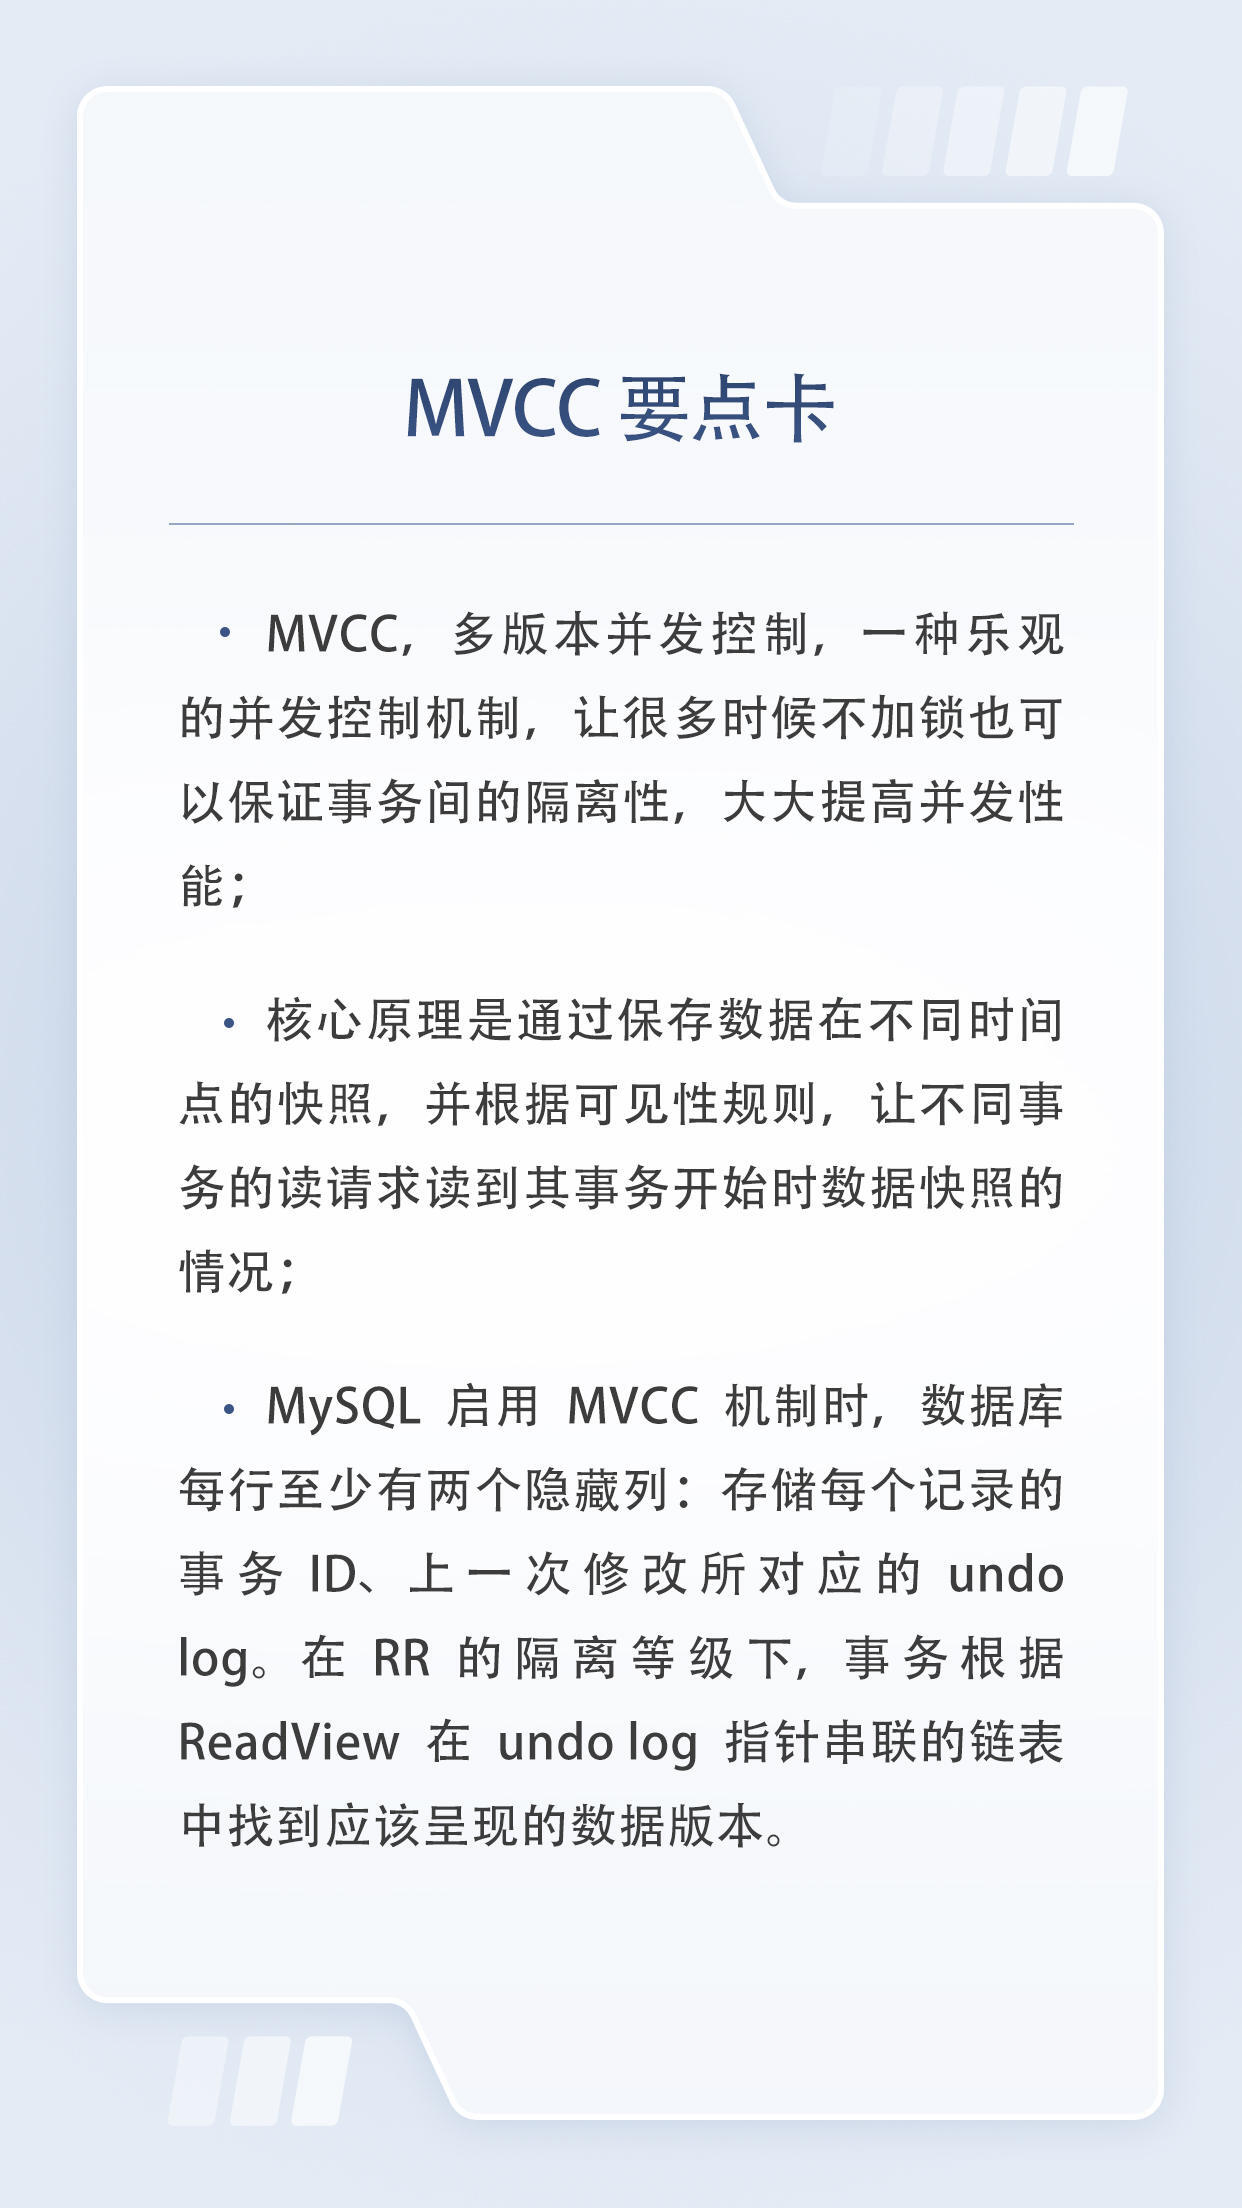 MVCC 要点卡
· MVCC，多版本并发控制，一种乐观
的并发控制机制，让很多时候不加锁也可
以保证事务间的隔离性，大大提高并发性
能；
· 核心原理是通过保存数据在不同时间
点的快照，并根据可见性规则，让不同事
务的读请求读到其事务开始时数据快照的
情况；
· MySQL 启用 MVCC 机制时，数据库
每行至少有两个隐藏列：存储每个记录的
事务 ID、上一次修改所对应的 undo
log。在 RR 的隔离等级下，事务根据
ReadView 在 undo log 指针串联的链表
中找到应该呈现的数据版本。